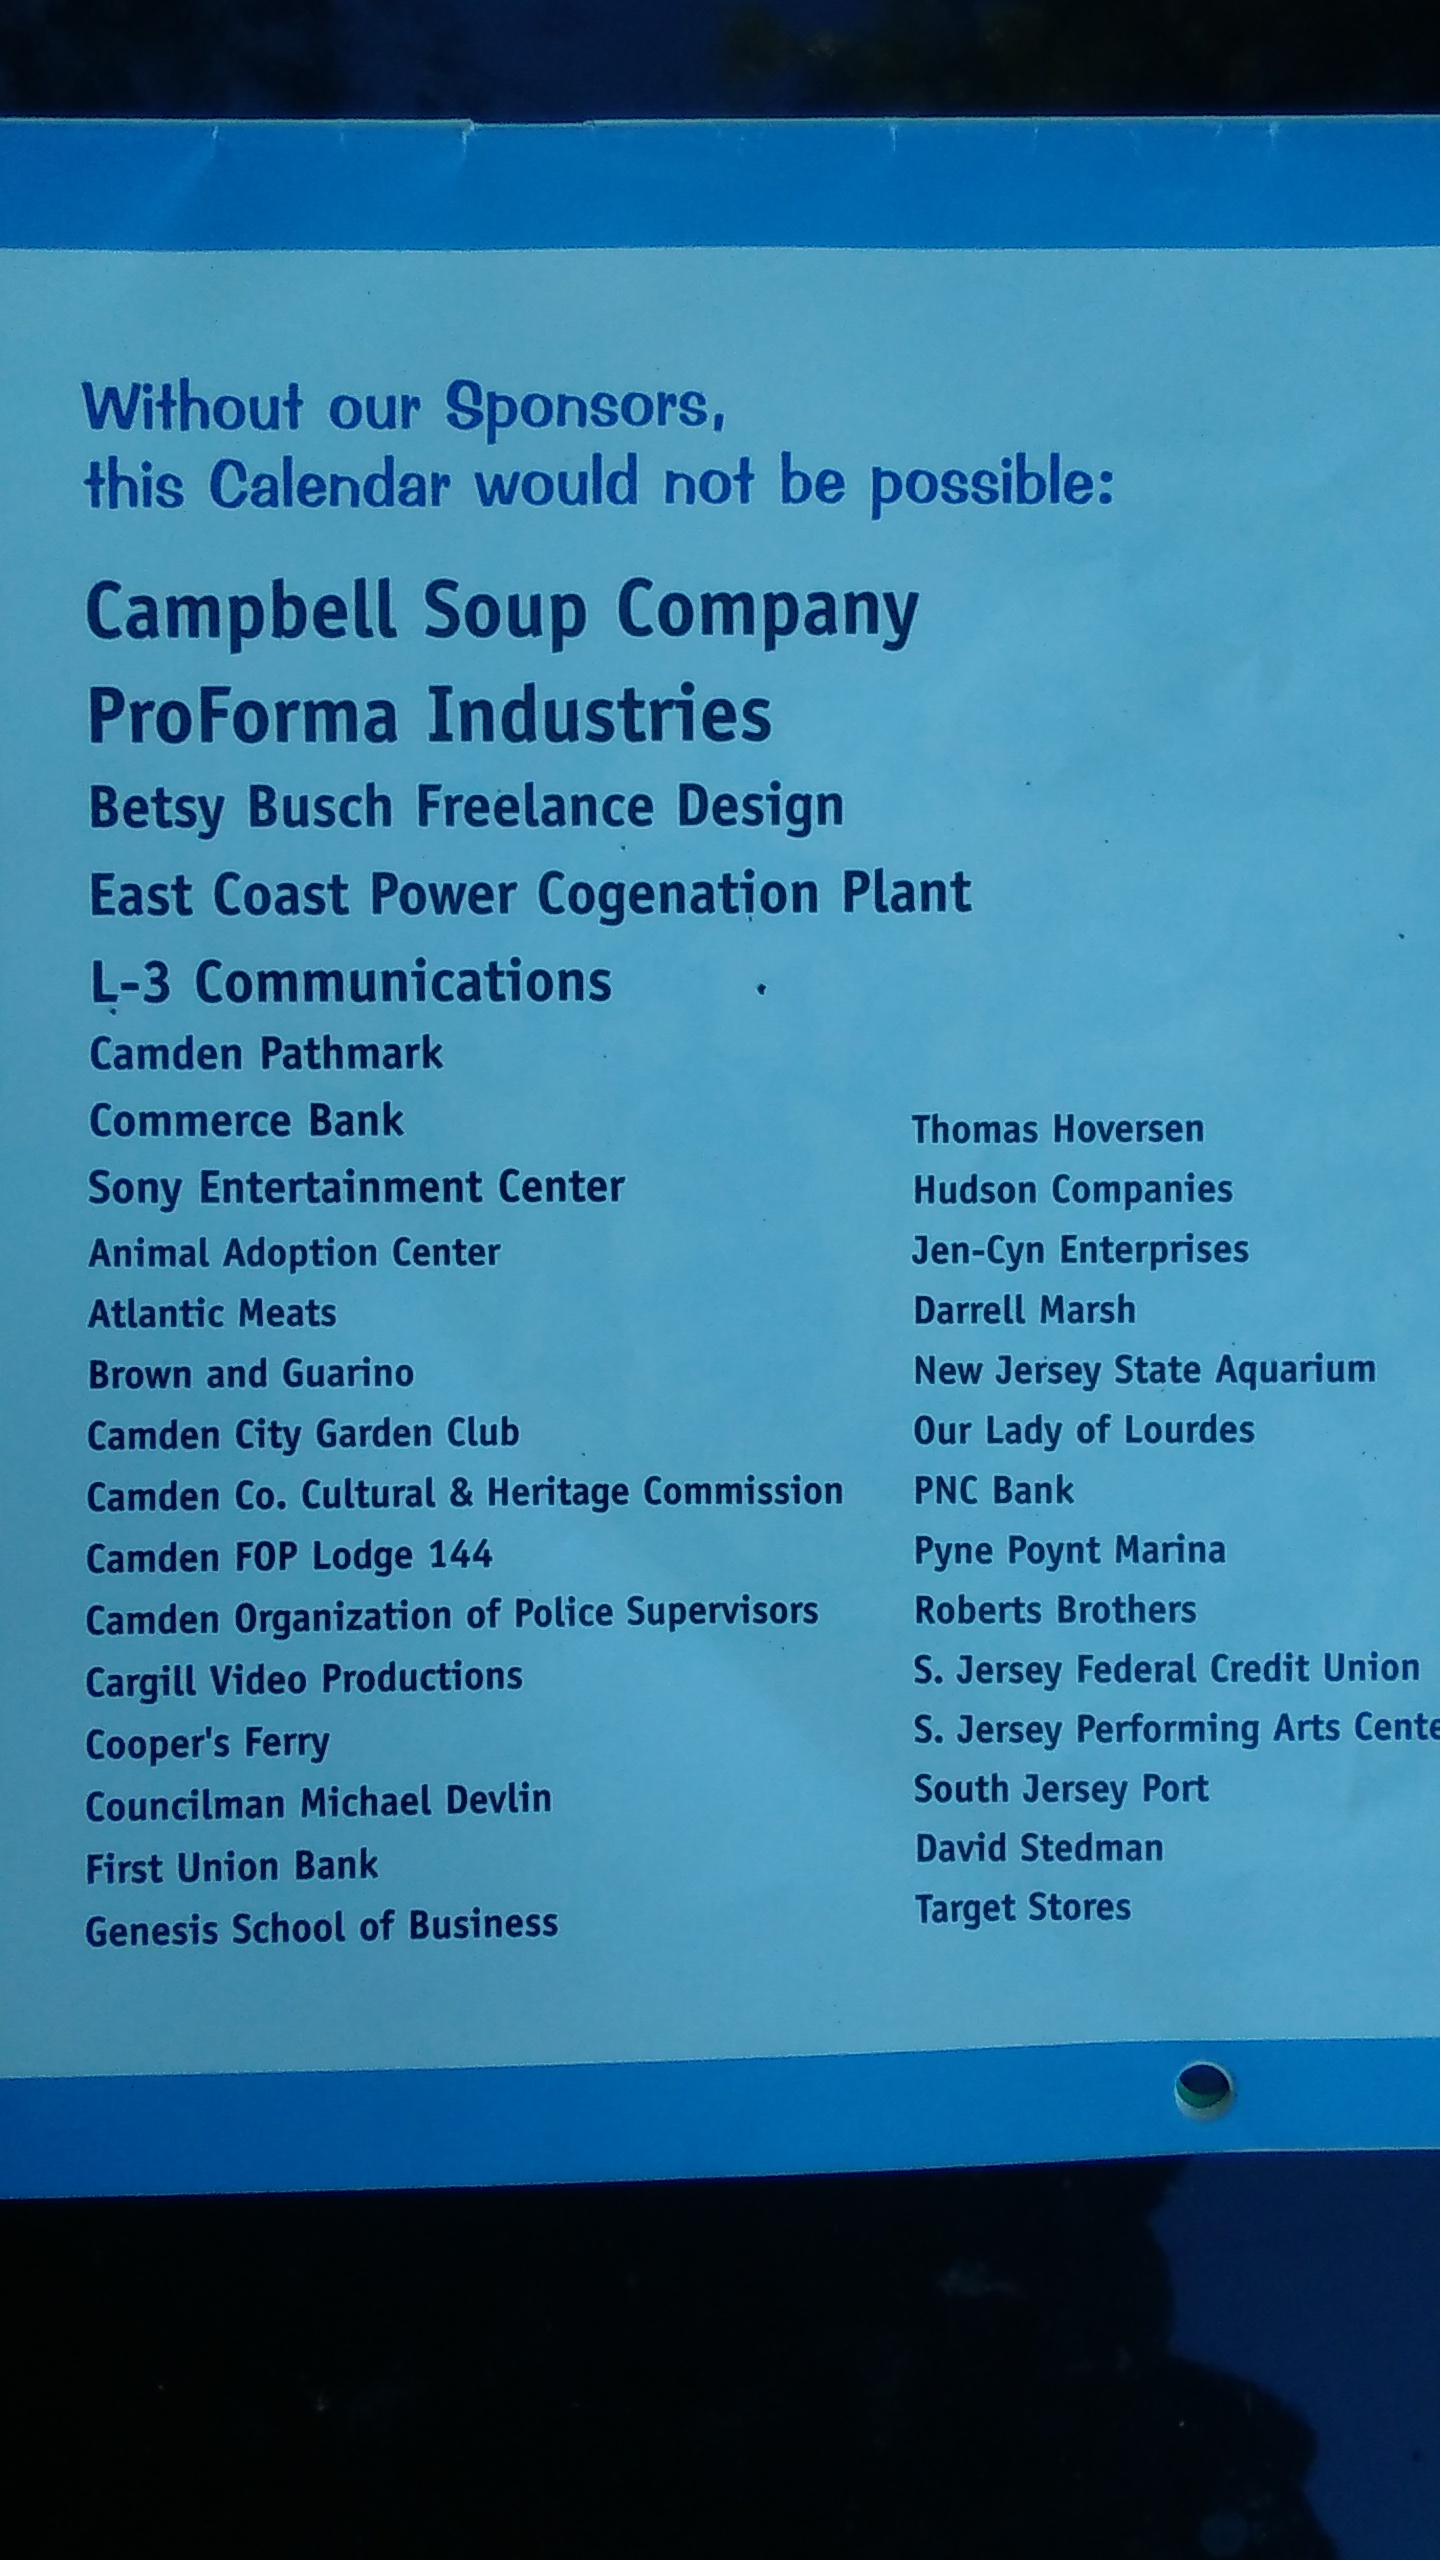 Without our Sponsors,
this Calendar would not be possible:
Campbell Soup Company
ProForma Industries
Betsy Busch Freelance Design
East Coast Power Cogenation Plant
L-3 Communications
Camden Pathmark
Commerce Bank
Sony Entertainment Center
Animal Adoption Center
Atlantic Meats
Brown and Guarino
Camden City Garden Club
Camden Co. Cultural & Heritage Commission
Camden FOP Lodge 144
Camden Organization of Police Supervisors
Cargill Video Productions
Cooper's Ferry
Councilman Michael Devlin
First Union Bank
Genesis School of Business
Thomas Hoversen
Hudson Companies
Jen-Cyn Enterprises
Darrell Marsh
New Jersey State Aquarium
Our Lady of Lourdes
PNC Bank
Pyne Poynt Marina
Roberts Brothers
S. Jersey Federal Credit Union
S. Jersey Performing Arts Cente
South Jersey Port
David Stedman
Target Stores